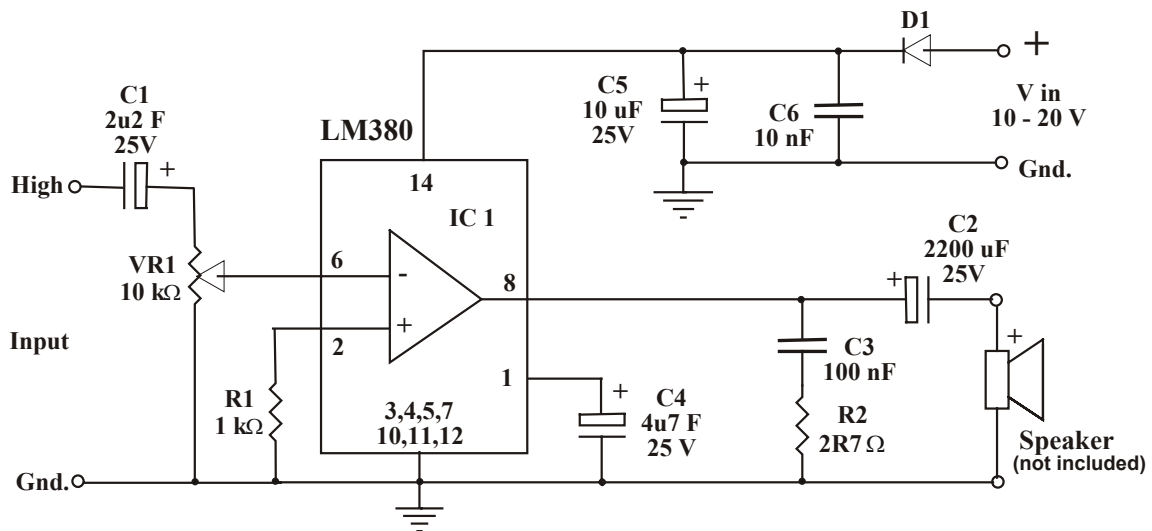 D1
+
V in
10 - 20 V
Gnd.
C5
10 uF
25V
+
C6
10 nF
C1
2u2 F
25V
+
High
LM380
14
IC 1
VR1
10 kΩ
6
-
8
+
2
1
Input
R1
1 kΩ
3,4,5,7
10,11,12
+
C4
4u7 F
25 V
C2
2200 uF
25V
+
C3
100 nF
R2
2R7 Ω
+
Speaker
(not included)
Gnd.